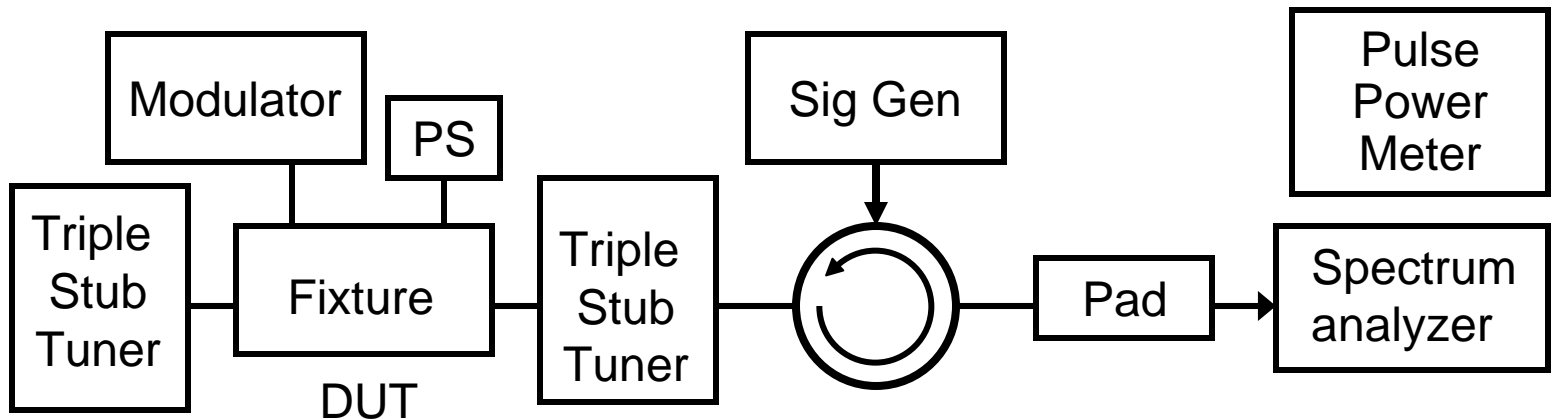 Modulator
PS
Sig Gen
Pulse
Power
Meter
Triple
Stub
Tuner
Fixture
DUT
Triple
Stub
Tuner
Pad
Spectrum
analyzer